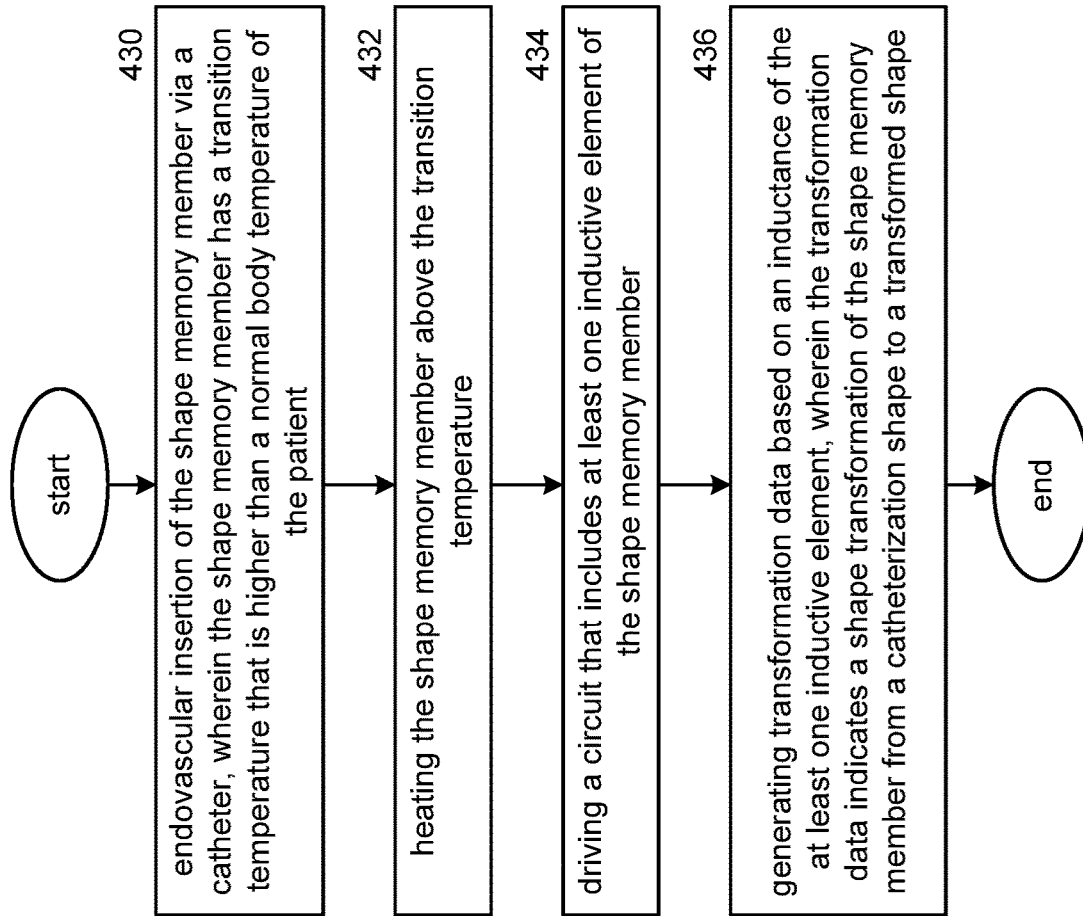 start
430
endovascular insertion of the shape memory member via a
catheter, wherein the shape memory member has a transition
temperature that is higher than a normal body temperature of
the patient
432
heating the shape memory member above the transition
temperature
434
driving a circuit that includes at least one inductive element of
the shape memory member
436
generating transformation data based on an inductance of the
at least one inductive element, wherein the transformation
data indicates a shape transformation of the shape memory
member from a catheterization shape to a transformed shape
end